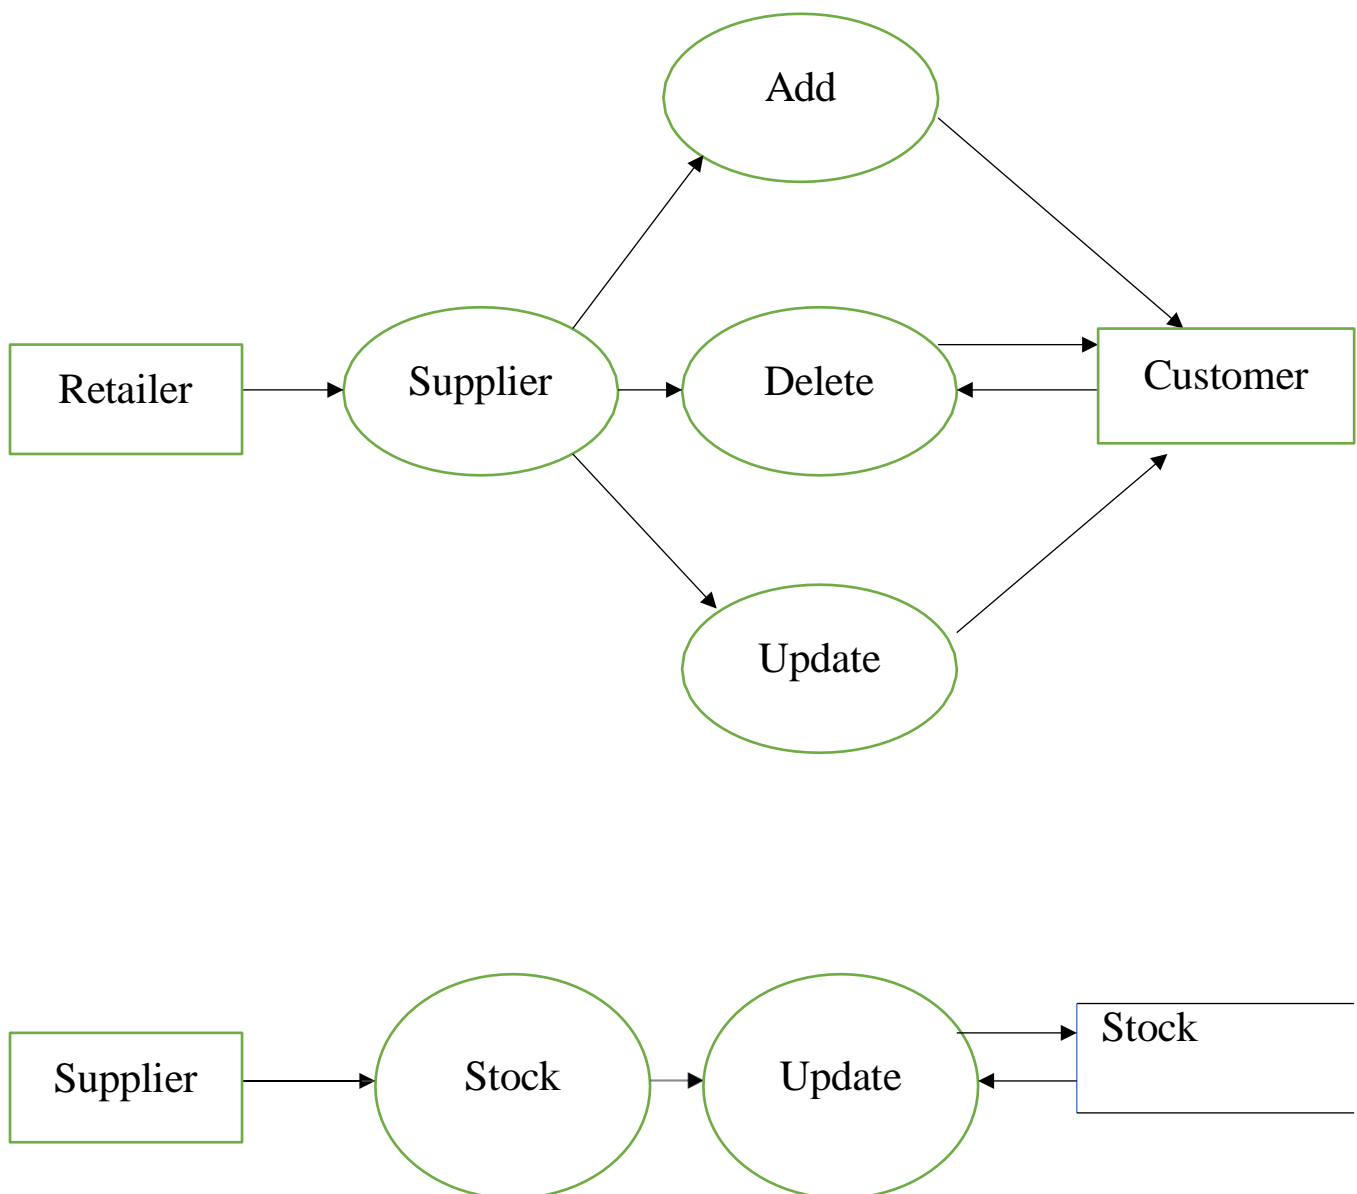 Add
Retailer
Supplier
Delete
Customer
Update
Supplier
Stock
Update
Stock